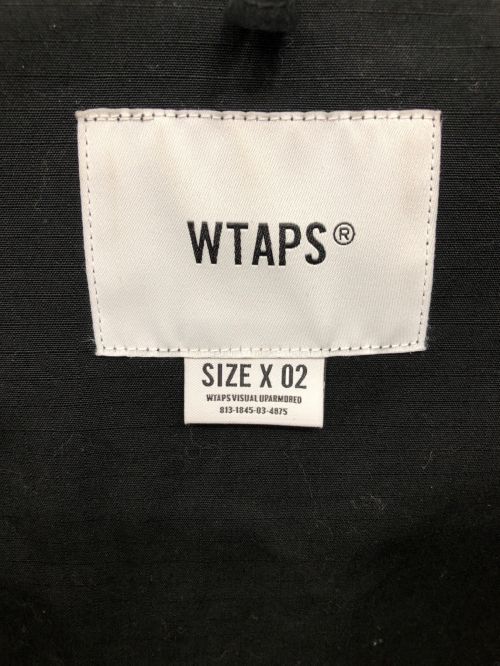 WTAPS®
SIZE X 02
WTAPS VISUAL UPARMORED
813-1845-03-4875